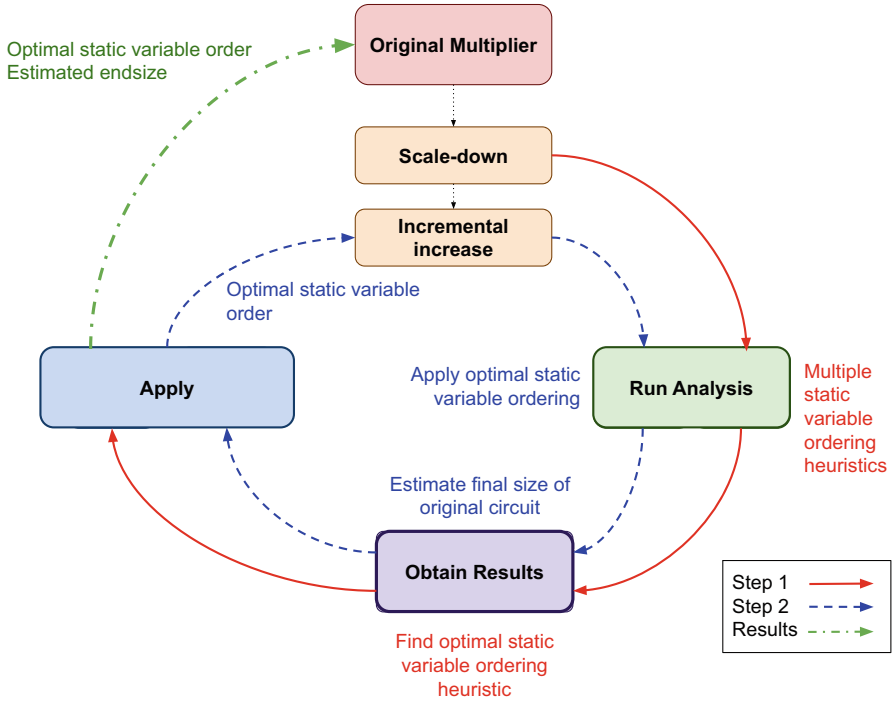 Optimal static variable order
Estimated endsize
Original Multiplier
Scale-down
Incremental
increase
Optimal static variable
order
Apply
Apply optimal static
variable ordering
Run Analysis
Multiple
static
variable
ordering
heuristics
Estimate final size of
original circuit
Obtain Results
Find optimal static
variable ordering
heuristic
Step 1
Step 2
Results